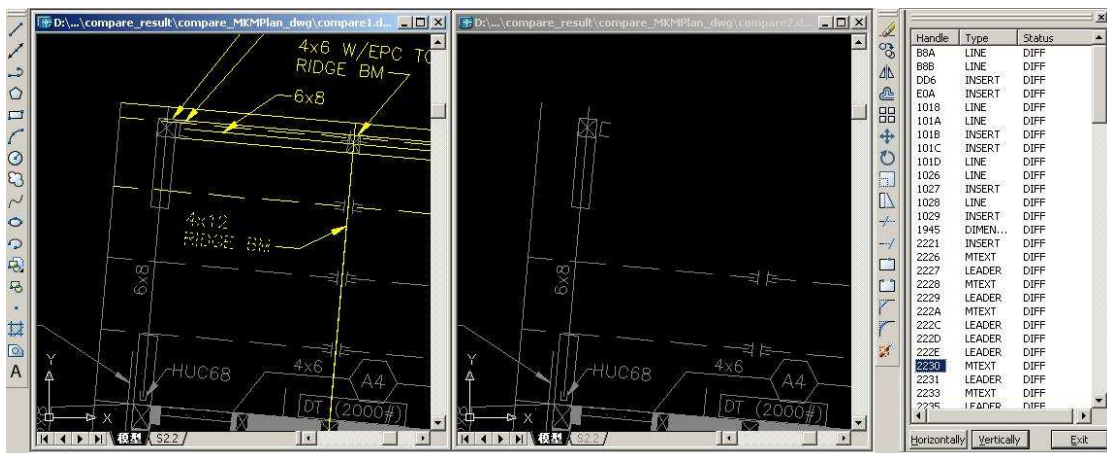 D:\...\compare_result\compare_MKMPlan_dwg\compare1.d...
4x6 W/EPC TO
RIDGE BM
6x8
4x12
RIDGE BM
6x8
HUC68
4x6
A4
DT (2000#)
Y
X
模型
S2.2
A
D:\...\compare_result\compare_MKMPlan_dwg\compare2.d...
6x8
HUC68
4x6
A4
DT (2000#)
Y
X
模型
S2.2
Handle Type Status
B8A LINE DIFF
B8B LINE DIFF
DD6 INSERT DIFF
E0A INSERT DIFF
1018 LINE DIFF
101A LINE DIFF
101B INSERT DIFF
101C INSERT DIFF
101D LINE DIFF
1026 LINE DIFF
1027 INSERT DIFF
1028 LINE DIFF
1029 INSERT DIFF
1945 DIMEN... DIFF
2221 INSERT DIFF
2226 MTEXT DIFF
2227 LEADER DIFF
2228 MTEXT DIFF
2229 LEADER DIFF
222A MTEXT DIFF
222C LEADER DIFF
222D LEADER DIFF
222E LEADER DIFF
2230 MTEXT DIFF
2231 LEADER DIFF
2233 MTEXT DIFF
2235 LEADER DIFF
Horizontally Vertically Exit